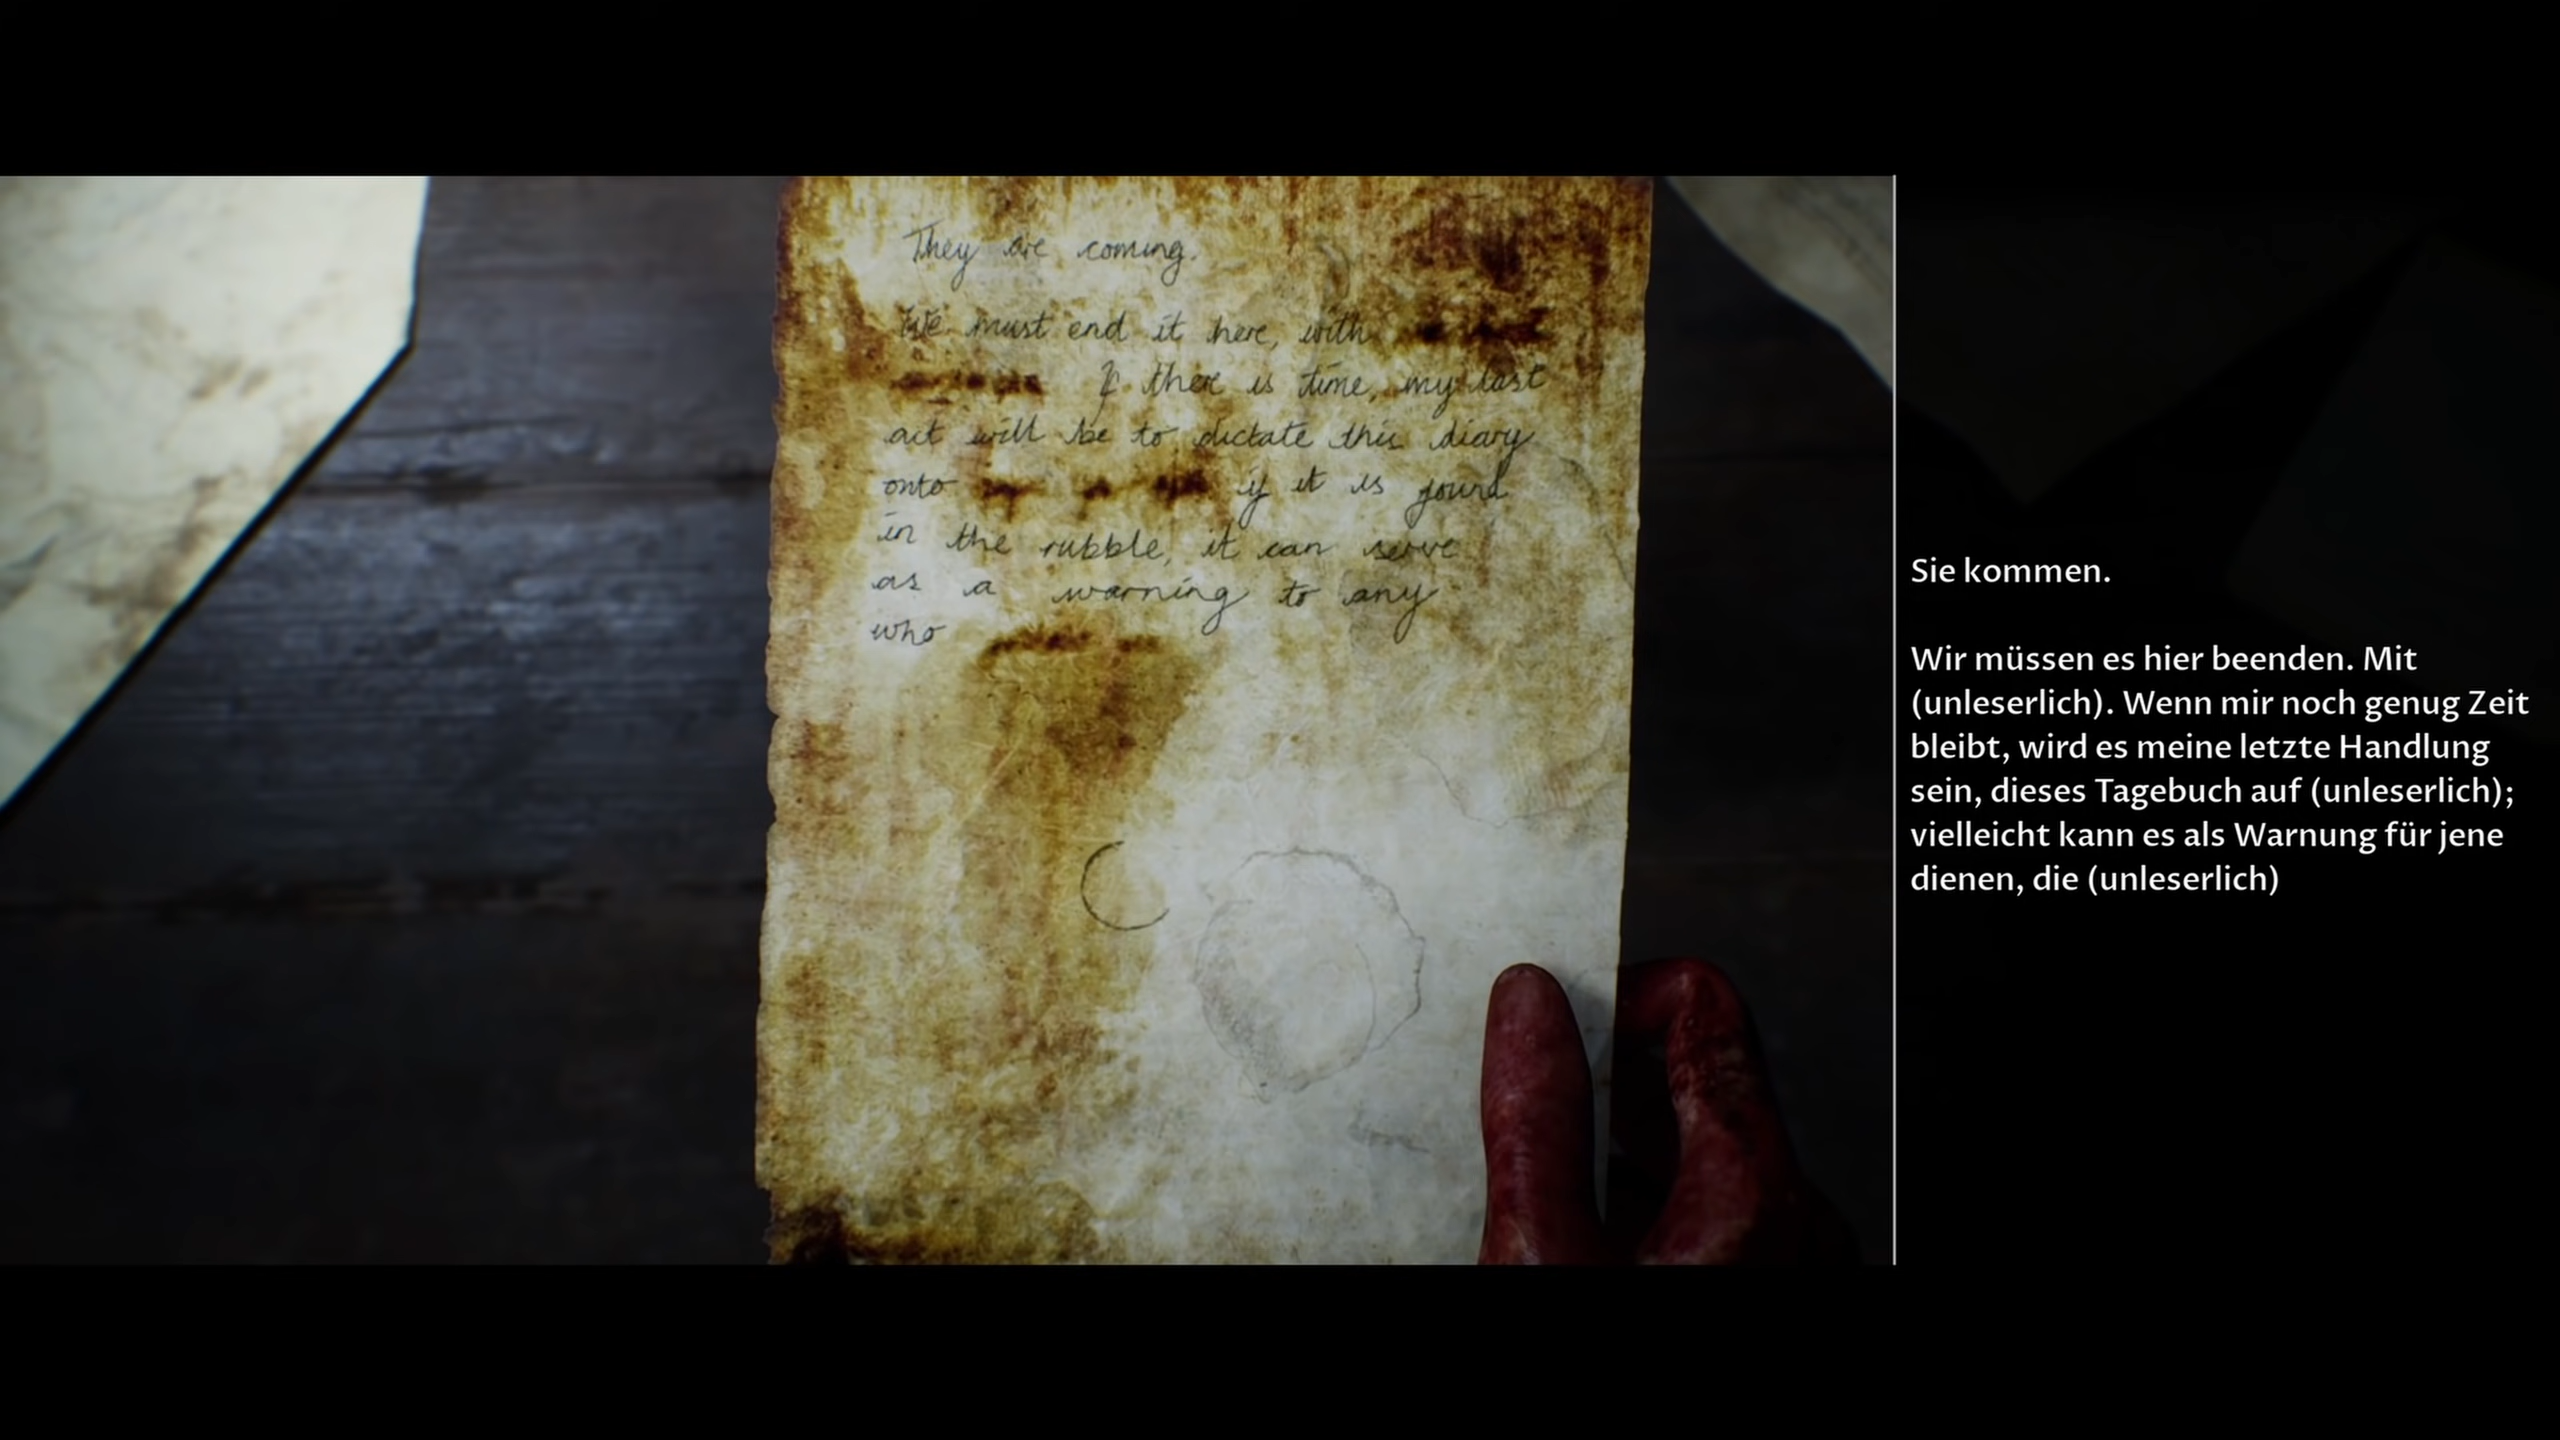 They are coming.
We must end it here, with
If there is time, my last
act will be to dictate this diary
onto
if it is found
in the rubble, it can serve
as a warning to any
who
Sie kommen.
Wir müssen es hier beenden. Mit
(unleserlich). Wenn mir noch genug Zeit
bleibt, wird es meine letzte Handlung
sein, dieses Tagebuch auf (unleserlich);
vielleicht kann es als Warnung für jene
dienen, die (unleserlich)